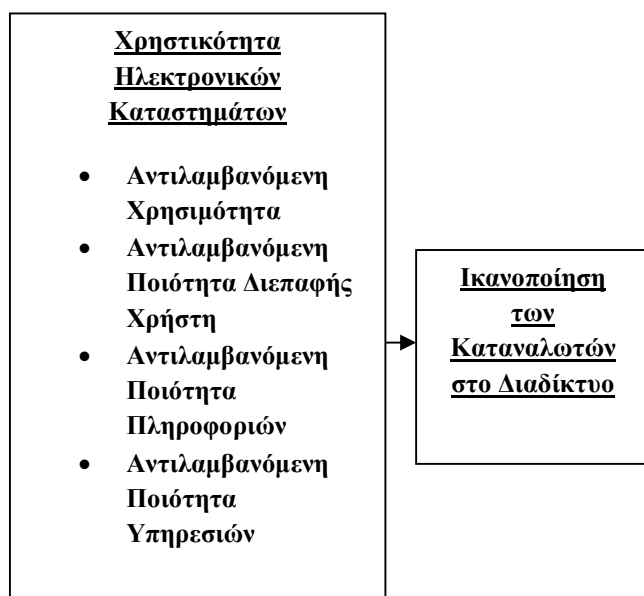 Χρηστικότητα
Ηλεκτρονικών
Καταστημάτων
• Αντιλαμβανόμενη
Χρησιμότητα
• Αντιλαμβανόμενη
Ποιότητα Διεπαφής
Χρήστη
• Αντιλαμβανόμενη
Ποιότητα
Πληροφοριών
• Αντιλαμβανόμενη
Ποιότητα
Υπηρεσιών
Ικανοποίηση
των
Καταναλωτών
στο Διαδίκτυο